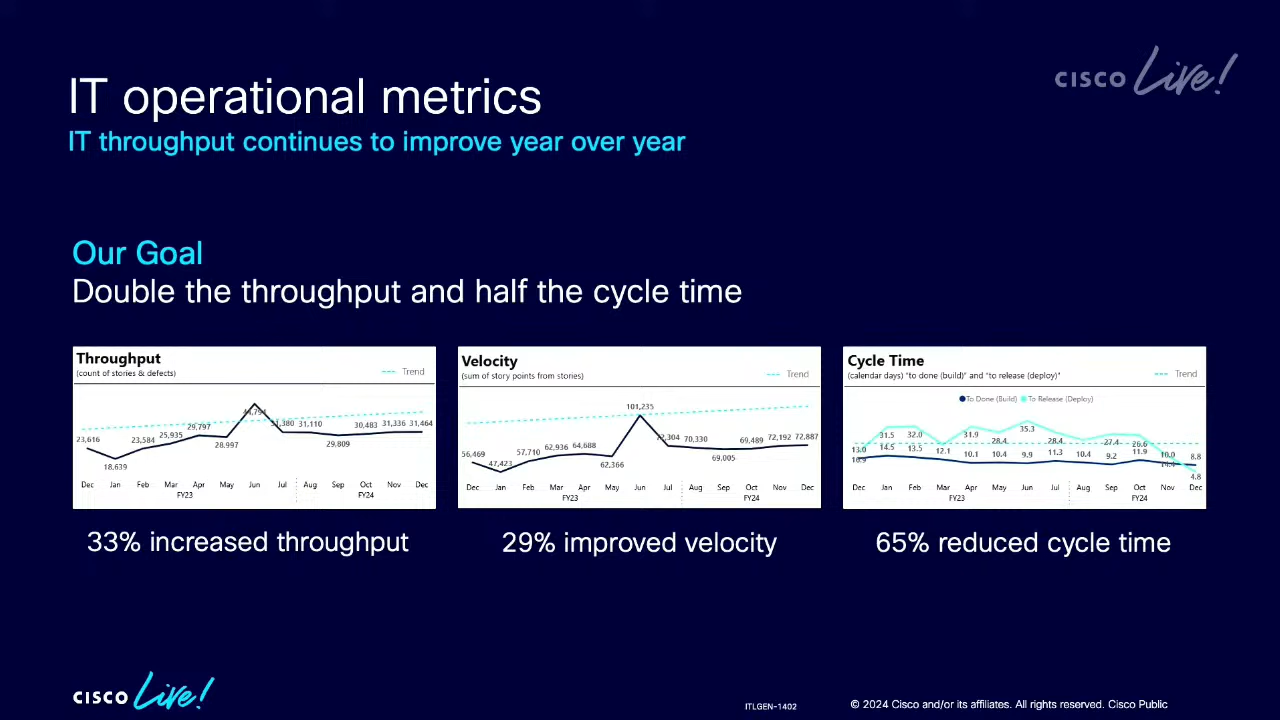 CISCO Live!
IT operational metrics
IT throughput continues to improve year over year
Our Goal
Double the throughput and half the cycle time
Throughput
(count of stories & defects)
Trend
44,794
23,616 18,639 23,584 25,935 29,797 28,997 31,380 31,110 29,809 30,483 31,336 31,464
Dec Jan Feb Mar Apr May Jun Jul Aug Sep Oct Nov Dec
FY23 FY24
Velocity
(sum of story points from stories)
Trend
101,235
56,469 47,423 57,710 62,936 64,688 62,366 72,304 70,330 69,005 69,489 72,192 72,887
Dec Jan Feb Mar Apr May Jun Jul Aug Sep Oct Nov Dec
FY23 FY24
Cycle Time
(calendar days) "to done (build)" and "to release (deploy)"
Trend
To Done (Build) To Release (Deploy)
31.5 32.0 31.9 28.4 35.3 28.4 27.4 26.6
13.0 14.5 13.5 12.1 10.1 10.4 9.9 11.3 10.4 9.2 11.9 10.0 8.8
14.4 4.8
Dec Jan Feb Mar Apr May Jun Jul Aug Sep Oct Nov Dec
FY23 FY24
33% increased throughput
29% improved velocity
65% reduced cycle time
CISCO Live!
ITLGEN-1402
© 2024 Cisco and/or its affiliates. All rights reserved. Cisco Public